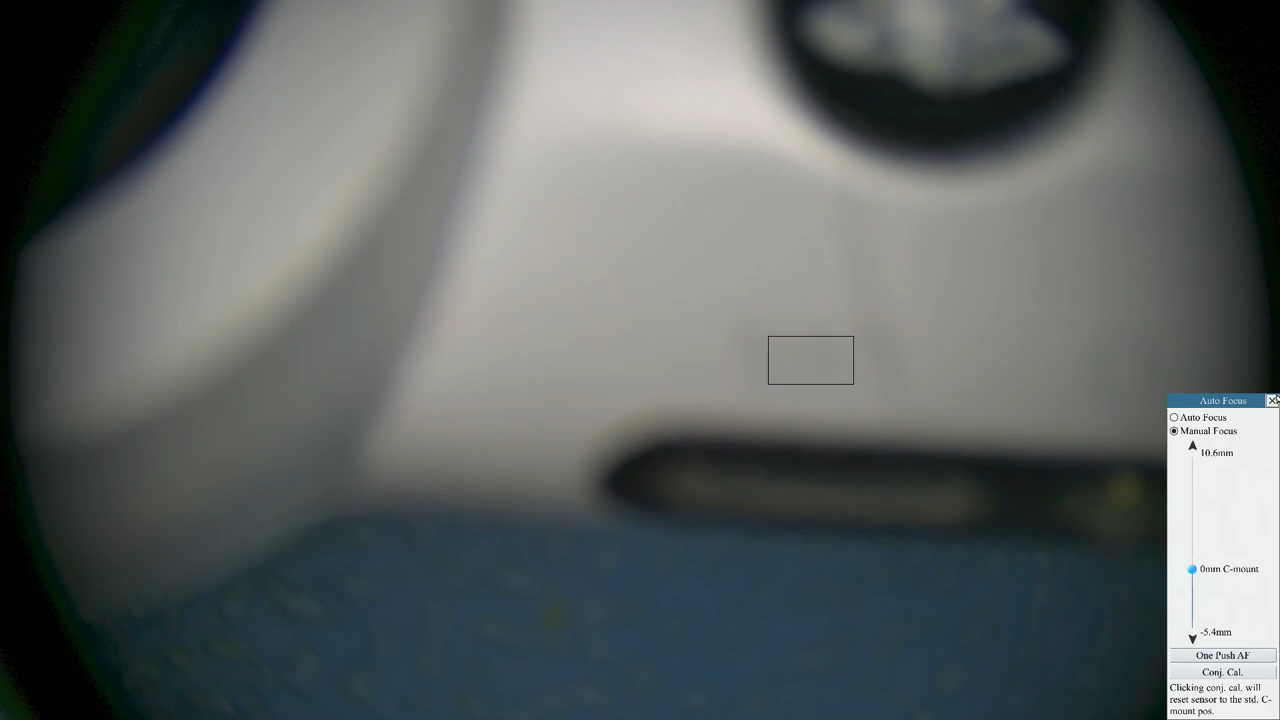 Auto Focus
Auto Focus
Manual Focus
10.6mm
0mm C-mount
-5.4mm
One Push AF
Conj. Cal.
Clicking conj. cal. will
reset sensor to the std. C-
mount pos.